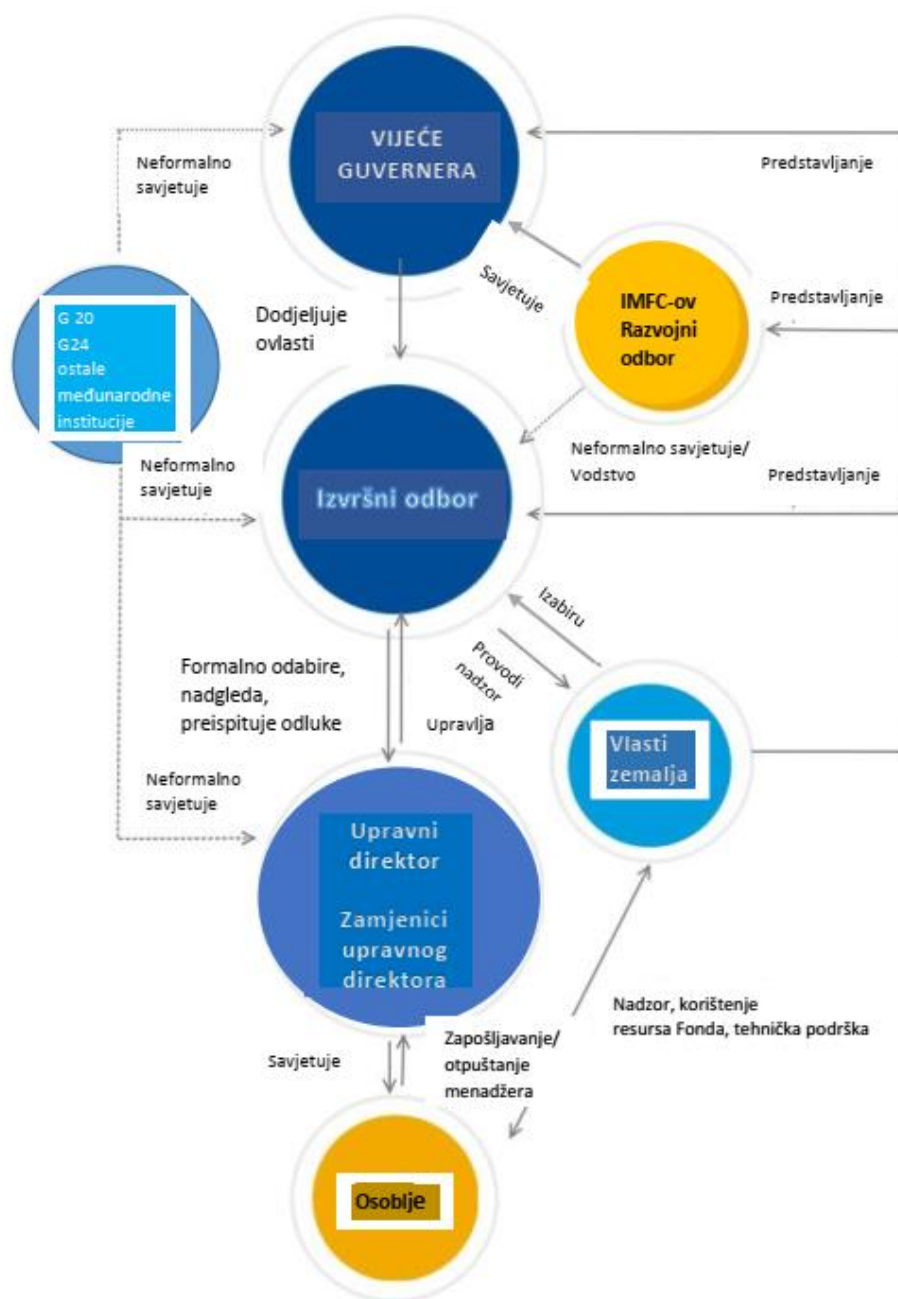 VIJEĆE
GUVERNERA
Neformalno
savjetuje
Predstavljanje
Savjetuje
IMFC-ov
Razvojni
odbor
Predstavljanje
G 20
G24
ostale
međunarodne
institucije
Dodjeljuje
ovlasti
Neformalno
savjetuje
Izvršni odbor
Neformalno savjetuje/
Vodstvo
Predstavljanje
Izabiru
Provodi
nadzor
Formalno odabire,
nadgleda,
preispituje odluke
Upravlja
Vlasti
zemalja
Neformalno
savjetuje
Upravni
direktor
Zamjenici
upravnog
direktora
Nadzor, korištenje
resursa Fonda, tehnička podrška
Savjetuje
Zapošljavanje/
otpuštanje
menadžera
Osoblje